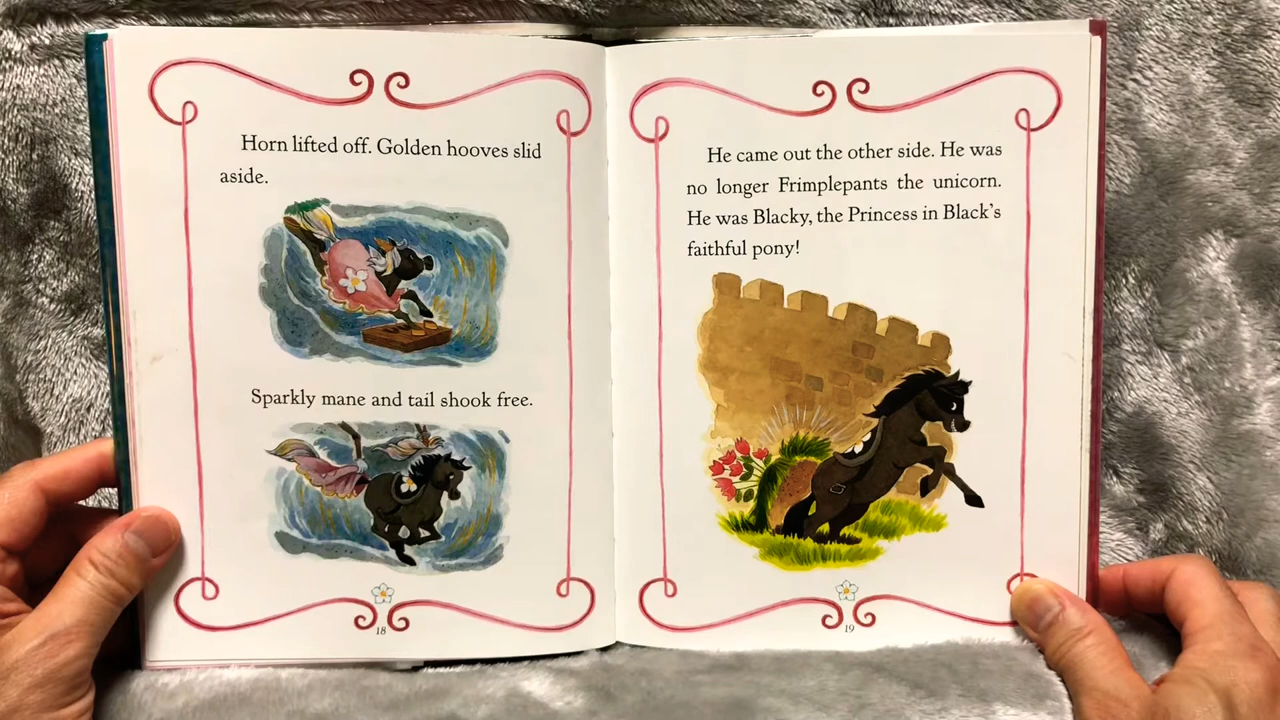 Horn lifted off. Golden hooves slid
aside.
Sparkly mane and tail shook free.
18
He came out the other side. He was
no longer Frimplepants the unicorn.
He was Blacky, the Princess in Black's
faithful pony!
19